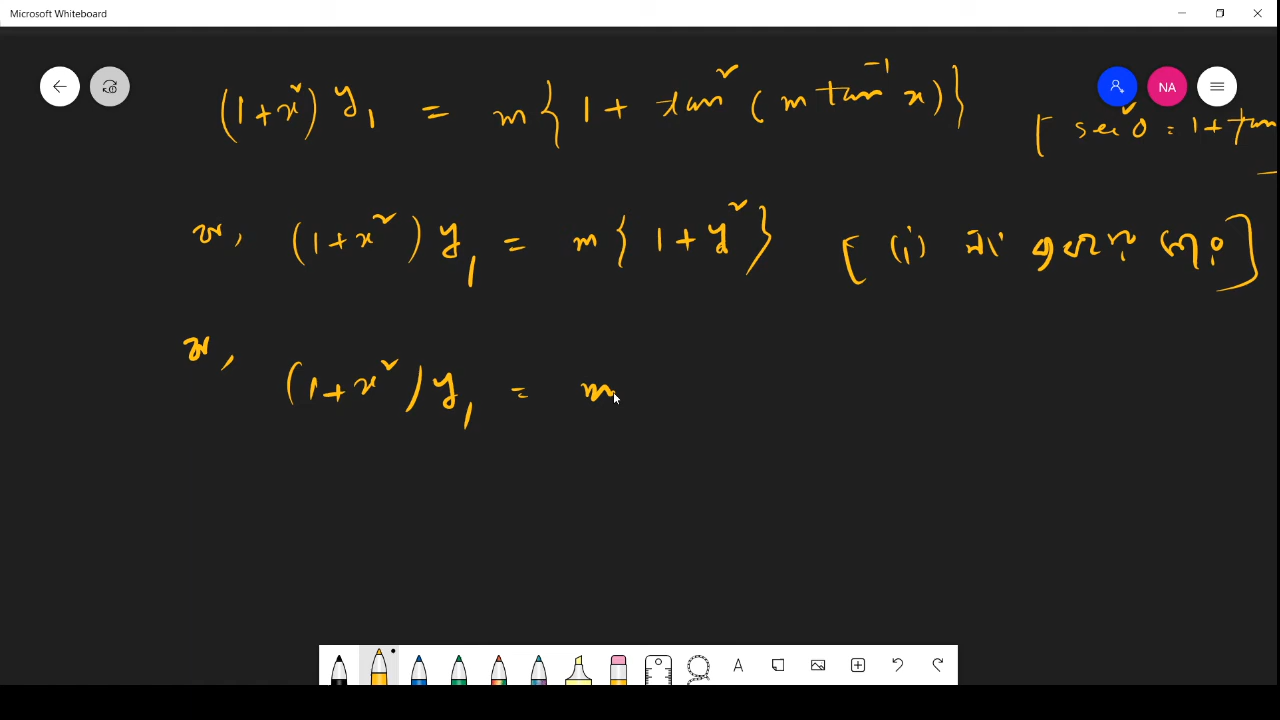 Microsoft Whiteboard
NA
(1+x²) y₁ = m{1 + tan² (m tan⁻¹ x)}
[sec²θ = 1 + tan
বা, (1+x²) y₁ = m{1 + y²} [(i) নং
বা, (1+x²) y₁ = m
A